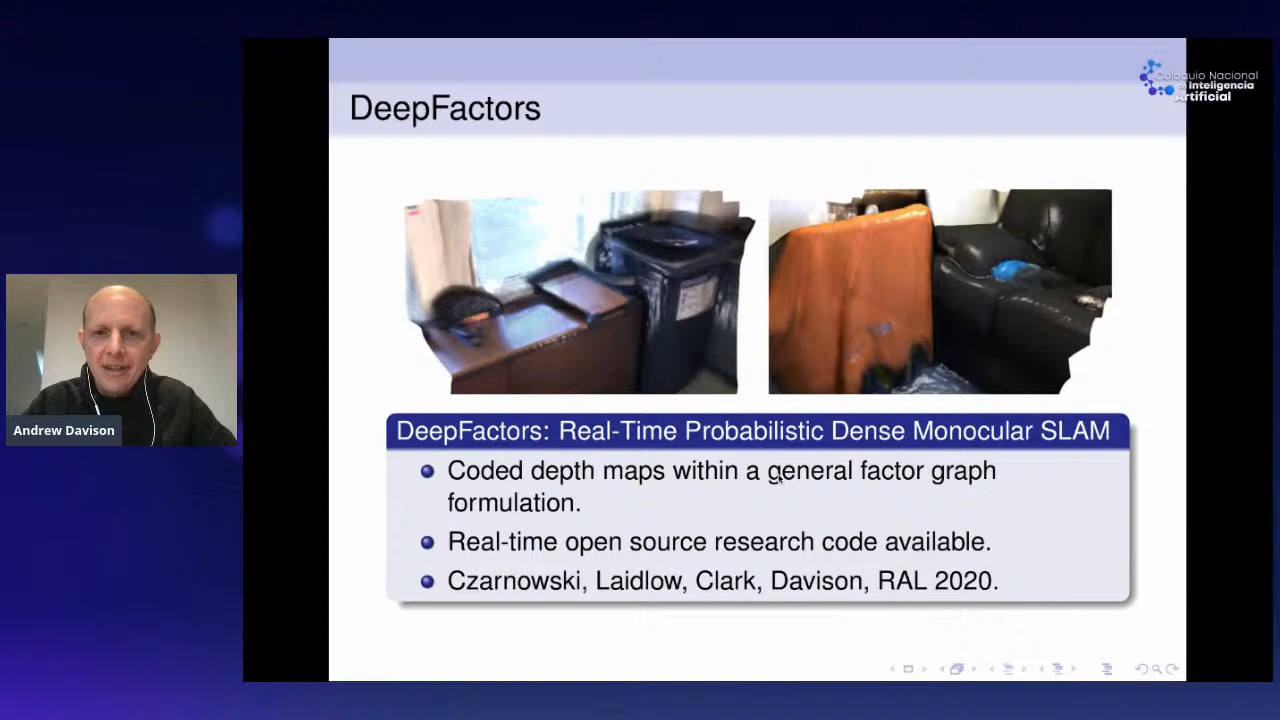 DeepFactors
Coloquio Nacional
de Inteligencia
Artificial
Andrew Davison
DeepFactors: Real-Time Probabilistic Dense Monocular SLAM
Coded depth maps within a general factor graph
formulation.
Real-time open source research code available.
Czarnowski, Laidlow, Clark, Davison, RAL 2020.